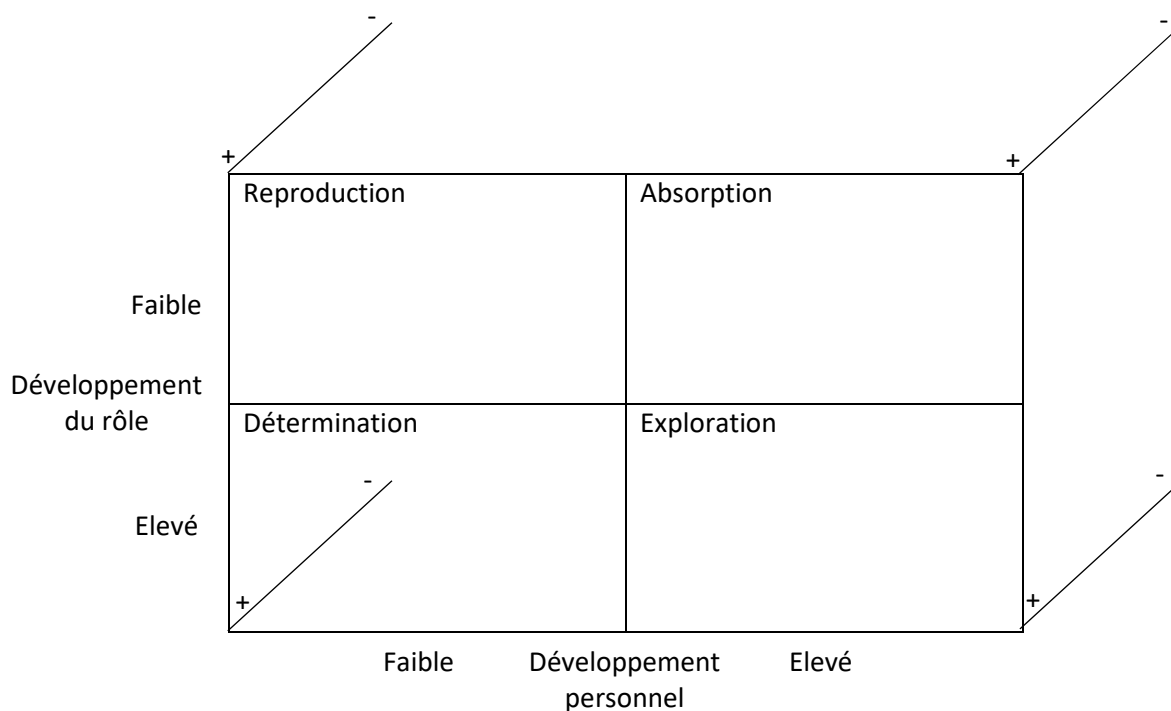 -
-
+
+
Reproduction
Absorption
Faible
Développement
du rôle
Détermination
Exploration
-
-
Elevé
+
+
Faible
Développement
personnel
Elevé